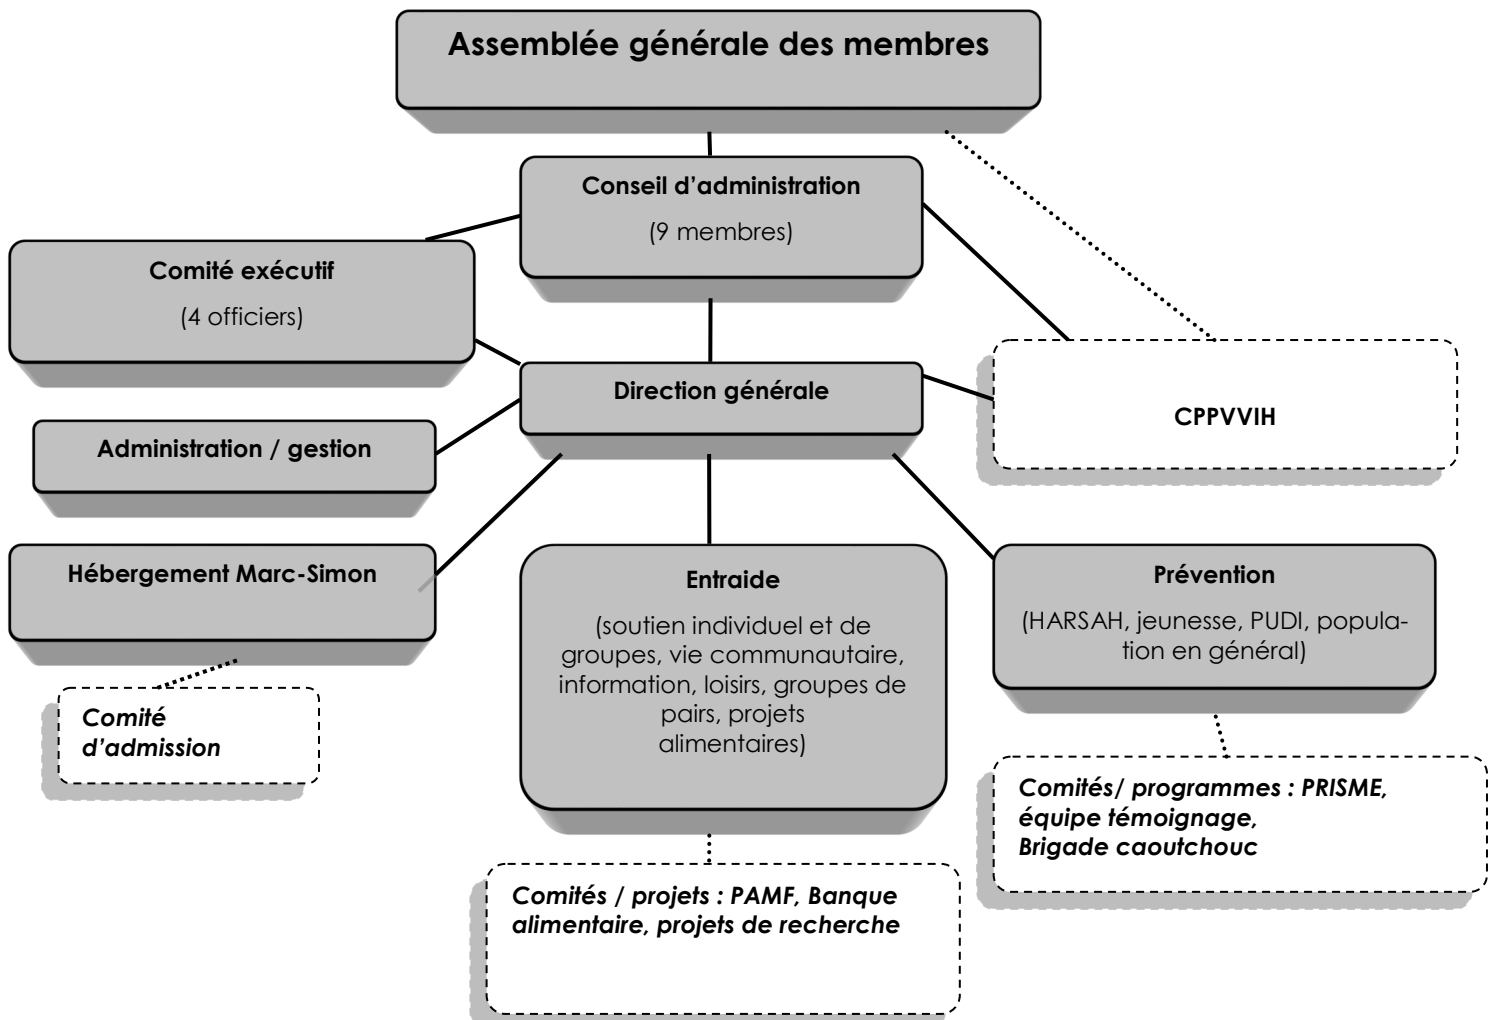 Assemblée générale des membres
Conseil d’administration
(9 membres)
Comité exécutif
(4 officiers)
Direction générale
CPPVVIH
Administration / gestion
Hébergement Marc-Simon
Entraide
(soutien individuel et de
groupes, vie communautaire,
information, loisirs, groupes de
pairs, projets
alimentaires)
Prévention
(HARSAH, jeunesse, PUDI, popula-
tion en général)
Comité
d’admission
Comités/ programmes : PRISME,
équipe témoignage,
Brigade caoutchouc
Comités / projets : PAMF, Banque
alimentaire, projets de recherche